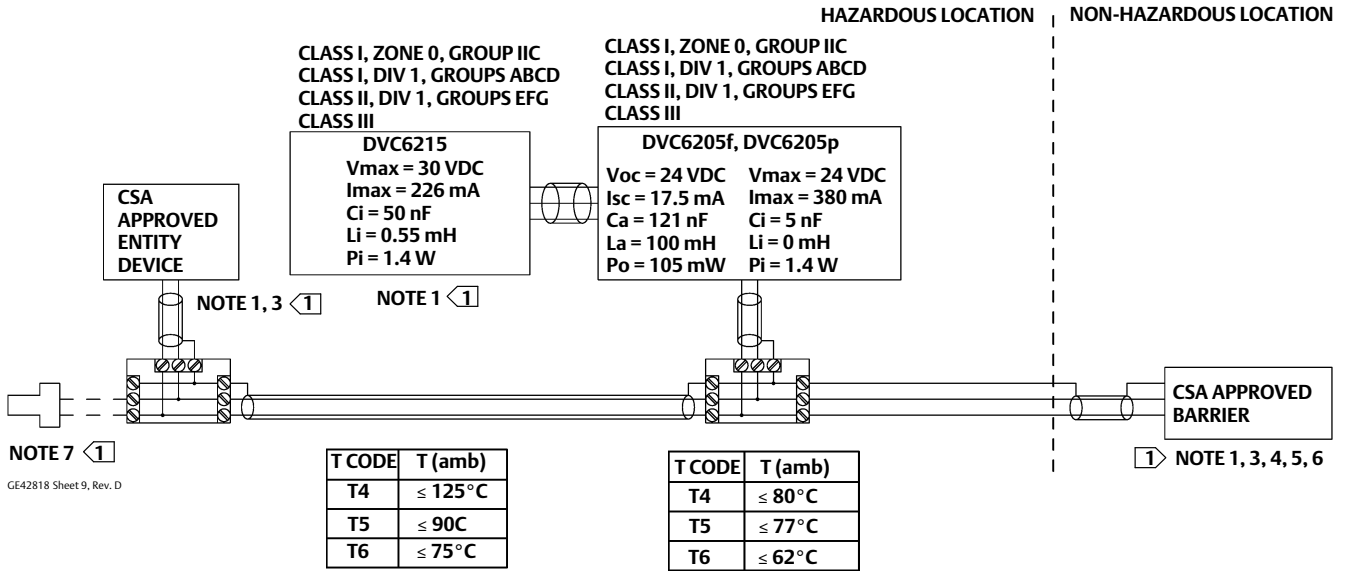 HAZARDOUS LOCATION
NON-HAZARDOUS LOCATION
CLASS I, ZONE 0, GROUP IIC
CLASS I, DIV 1, GROUPS ABCD
CLASS II, DIV 1, GROUPS EFG
CLASS III
CLASS I, ZONE 0, GROUP IIC
CLASS I, DIV 1, GROUPS ABCD
CLASS II, DIV 1, GROUPS EFG
CLASS III
DVC6215
Vmax = 30 VDC
Imax = 226 mA
Ci = 50 nF
Li = 0.55 mH
Pi = 1.4 W
DVC6205f, DVC6205p
Voc = 24 VDC Vmax = 24 VDC
Isc = 17.5 mA Imax = 380 mA
Ca = 121 nF Ci = 5 nF
La = 100 mH Li = 0 mH
Po = 105 mW Pi = 1.4 W
CSA
APPROVED
ENTITY
DEVICE
NOTE 1, 3 1
NOTE 1 1
CSA APPROVED
BARRIER
NOTE 7 1
1 NOTE 1, 3, 4, 5, 6
GE42818 Sheet 9, Rev. D
T CODE T (amb)
T4 ≤ 125°C
T5 ≤ 90C
T6 ≤ 75°C
T CODE T (amb)
T4 ≤ 80°C
T5 ≤ 77°C
T6 ≤ 62°C